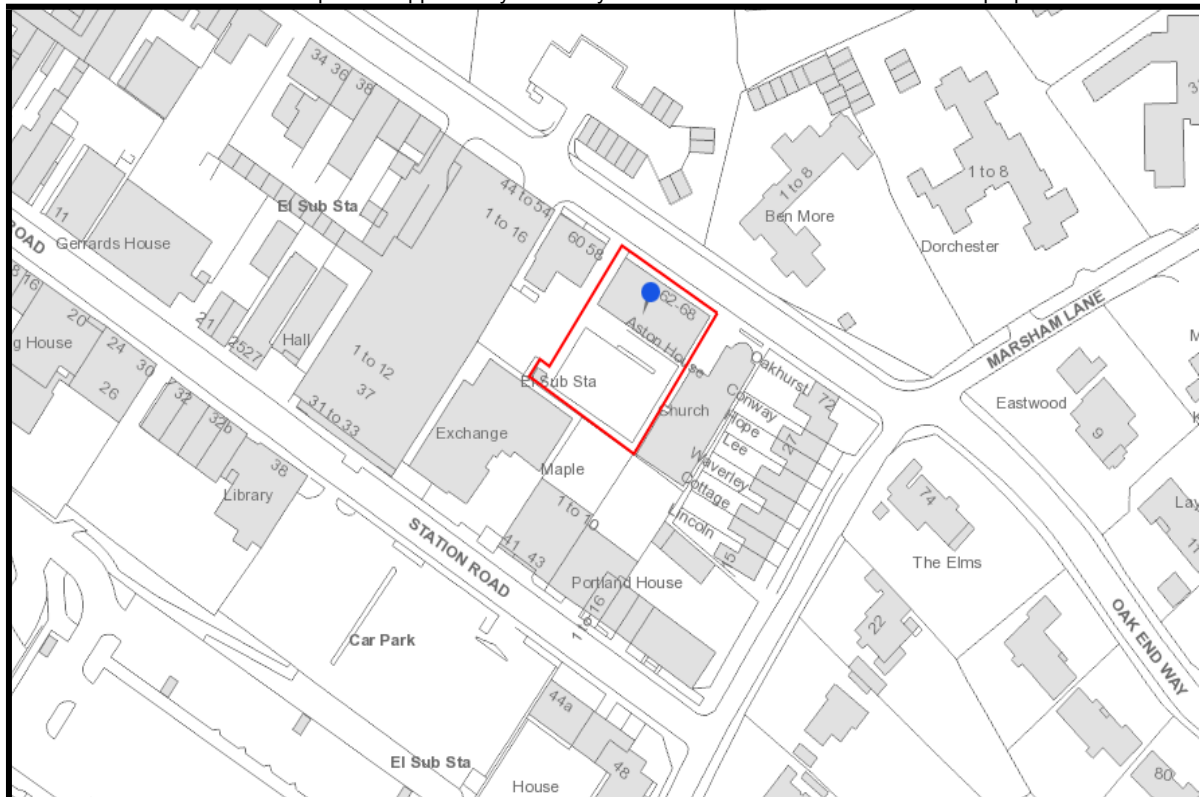 34 36 38
El Sub Sta
44 to 54
1 to 16
60 58
62-68
Aston House
1 to 8
Ben More
1 to 8
Dorchester
MARSHAM LANE
11
Gerrards House
ROAD
16
20
24
30
26
21
2527
Hall
1 to 12
37
31 to 33
El Sub Sta
Church
Oakhurst
Conway
Hope
Lee
Waverley
Cottage
Lincoln
72
27
15
Eastwood
9
32
32b
38
Library
Exchange
Maple
1 to 10
41 43
Portland House
1 to 16
STATION ROAD
74
The Elms
22
OAK END WAY
80
Car Park
44a
48
El Sub Sta
House